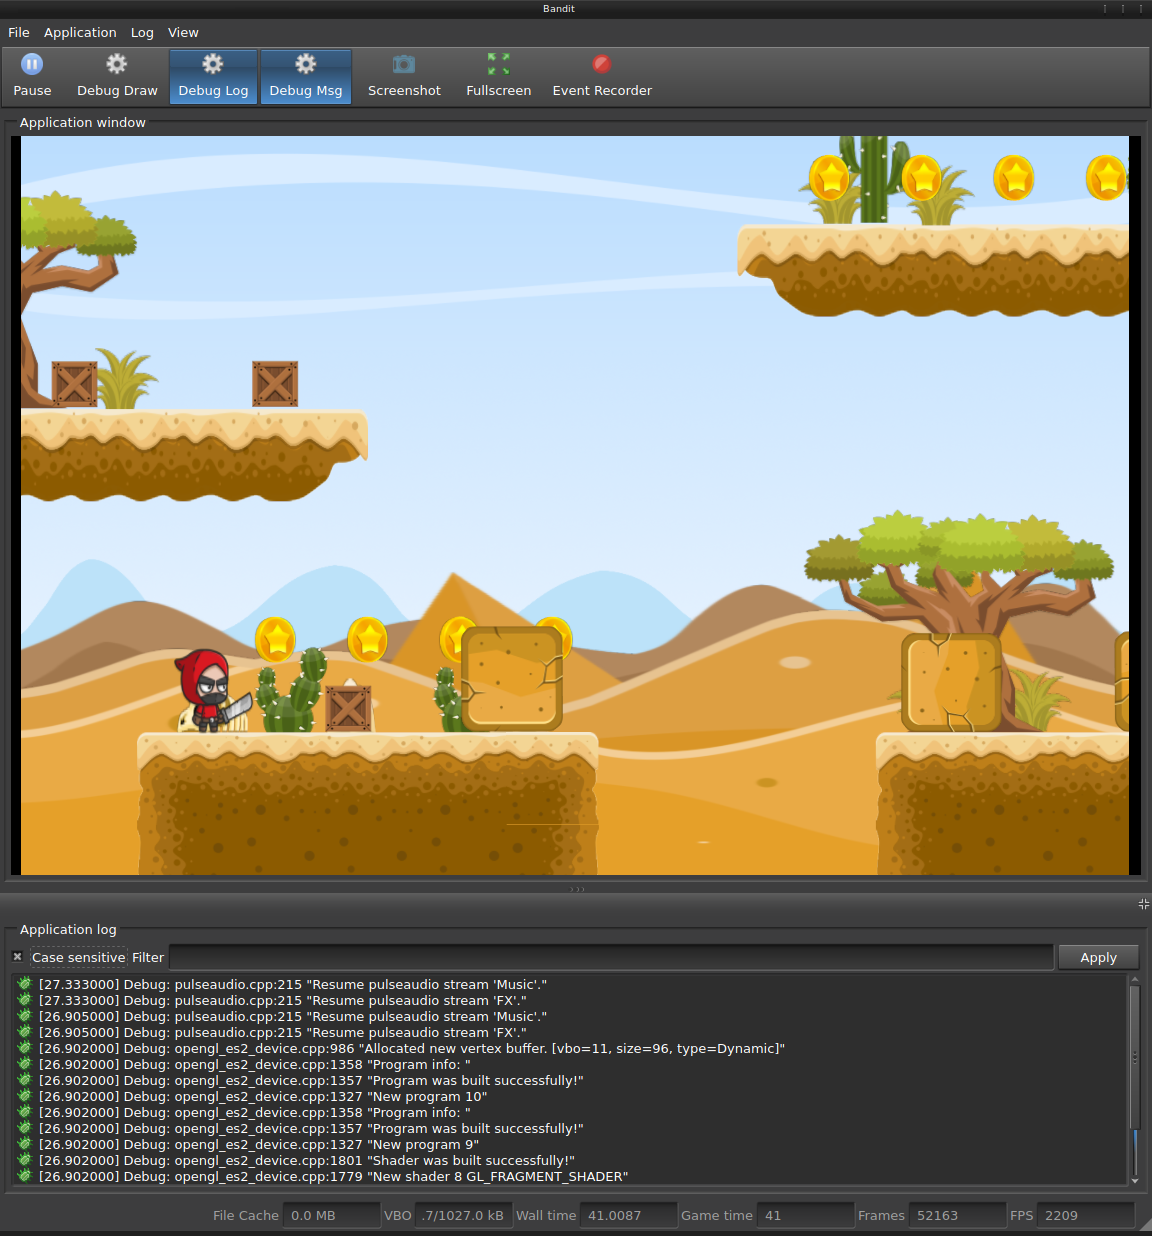 Bandit
File Application Log View
Pause Debug Draw Debug Log Debug Msg Screenshot Fullscreen Event Recorder
Application window
Application log
Case sensitive Filter Apply
[27.333000] Debug: pulseaudio.cpp:215 "Resume pulseaudio stream 'Music'."
[27.333000] Debug: pulseaudio.cpp:215 "Resume pulseaudio stream 'FX'."
[26.905000] Debug: pulseaudio.cpp:215 "Resume pulseaudio stream 'Music'."
[26.905000] Debug: pulseaudio.cpp:215 "Resume pulseaudio stream 'FX'."
[26.902000] Debug: opengl_es2_device.cpp:986 "Allocated new vertex buffer. [vbo=11, size=96, type=Dynamic]"
[26.902000] Debug: opengl_es2_device.cpp:1358 "Program info: "
[26.902000] Debug: opengl_es2_device.cpp:1357 "Program was built successfully!"
[26.902000] Debug: opengl_es2_device.cpp:1327 "New program 10"
[26.902000] Debug: opengl_es2_device.cpp:1358 "Program info: "
[26.902000] Debug: opengl_es2_device.cpp:1357 "Program was built successfully!"
[26.902000] Debug: opengl_es2_device.cpp:1327 "New program 9"
[26.902000] Debug: opengl_es2_device.cpp:1801 "Shader was built successfully!"
[26.902000] Debug: opengl_es2_device.cpp:1779 "New shader 8 GL_FRAGMENT_SHADER"
File Cache 0.0 MB VBO .7/1027.0 kB Wall time 41.0087 Game time 41 Frames 52163 FPS 2209